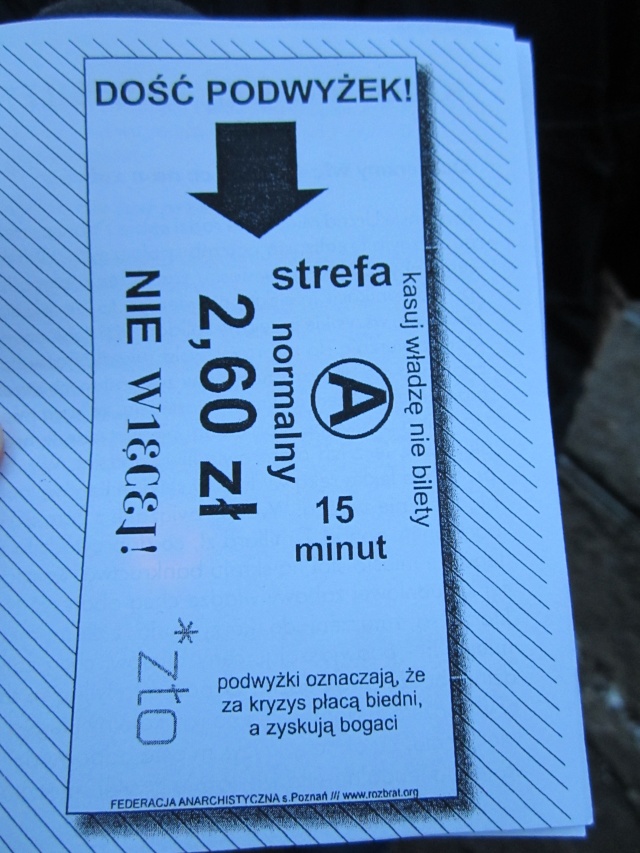 DOŚĆ PODWYŻEK!
strefa
A
kasuj władzę nie bilety
normalny
2,60 zł
NIE WIĘCEJ!
15
minut
*zło
podwyżki oznaczają, że
za kryzys płacą biedni,
a zyskują bogaci
FEDERACJA ANARCHISTYCZNA s.Poznań /// www.rozbrat.org